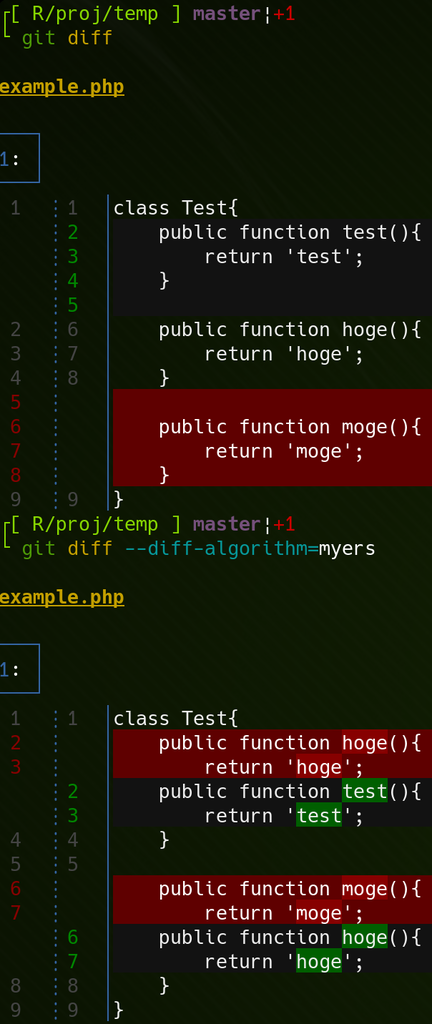 [ R/proj/temp ] master¦+1
git diff
example.php
1:
1 ⋮ 1 class Test{
⋮ 2     public function test(){
⋮ 3         return 'test';
⋮ 4     }
⋮ 5
2 ⋮ 6     public function hoge(){
3 ⋮ 7         return 'hoge';
4 ⋮ 8     }
5 ⋮
6 ⋮     public function moge(){
7 ⋮         return 'moge';
8 ⋮     }
9 ⋮ 9 }
[ R/proj/temp ] master¦+1
git diff --diff-algorithm=myers
example.php
1:
1 ⋮ 1 class Test{
2 ⋮     public function hoge(){
3 ⋮         return 'hoge';
⋮ 2     public function test(){
⋮ 3         return 'test';
4 ⋮ 4     }
5 ⋮ 5
6 ⋮     public function moge(){
7 ⋮         return 'moge';
⋮ 6     public function hoge(){
⋮ 7         return 'hoge';
8 ⋮ 8     }
9 ⋮ 9 }